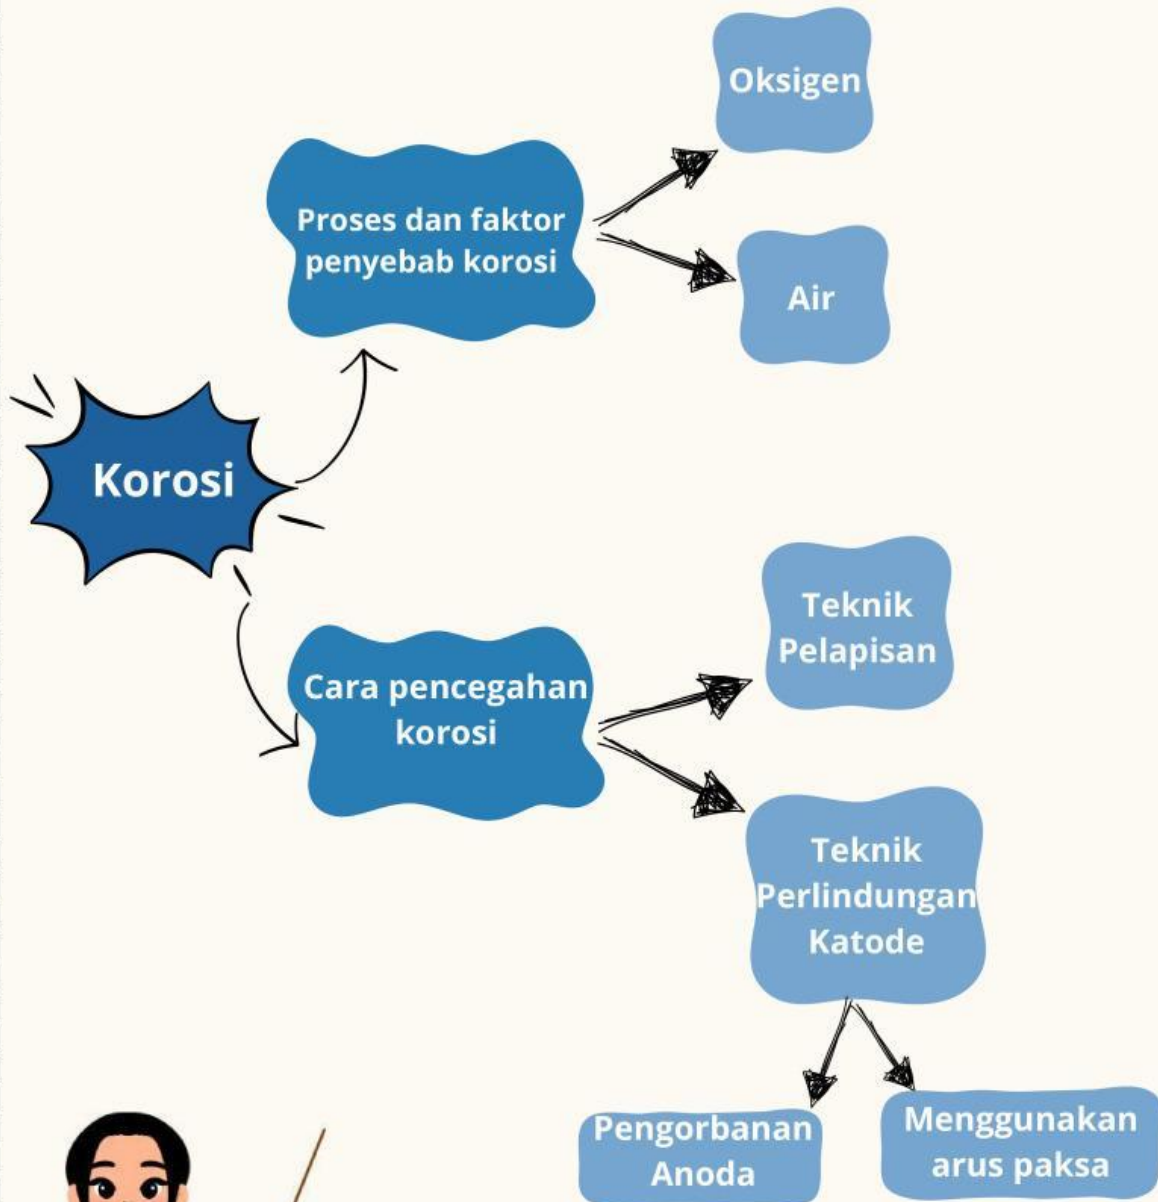 Oksigen
Proses dan faktor
penyebab korosi
Air
Korosi
Teknik
Pelapisan
Cara pencegahan
korosi
Teknik
Perlindungan
Katode
Pengorbanan
Anoda
Menggunakan
arus paksa